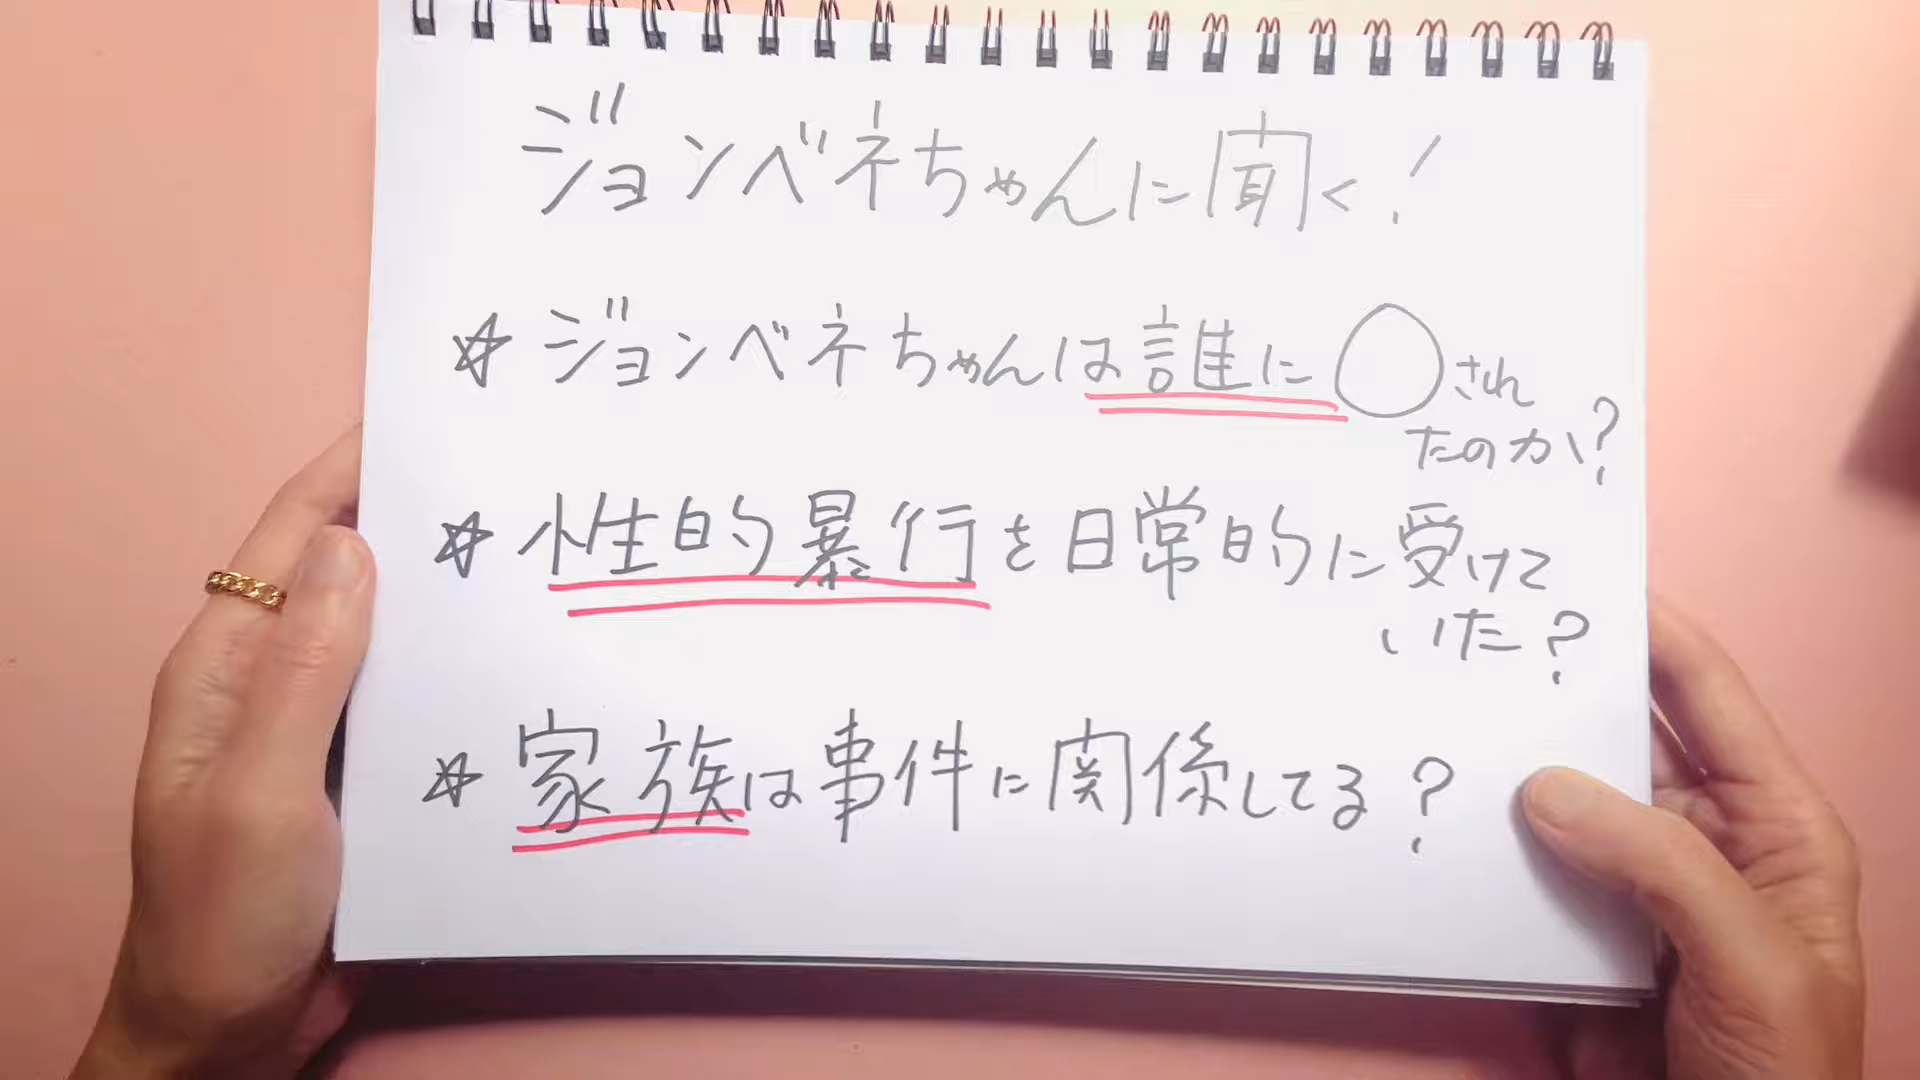 ジョンベネちゃんに聞く!
☆ ジョンベネちゃんは誰に〇され
たのか?
☆ 性的暴行を日常的に受けて
いた?
☆ 家族は事件に関係してる?